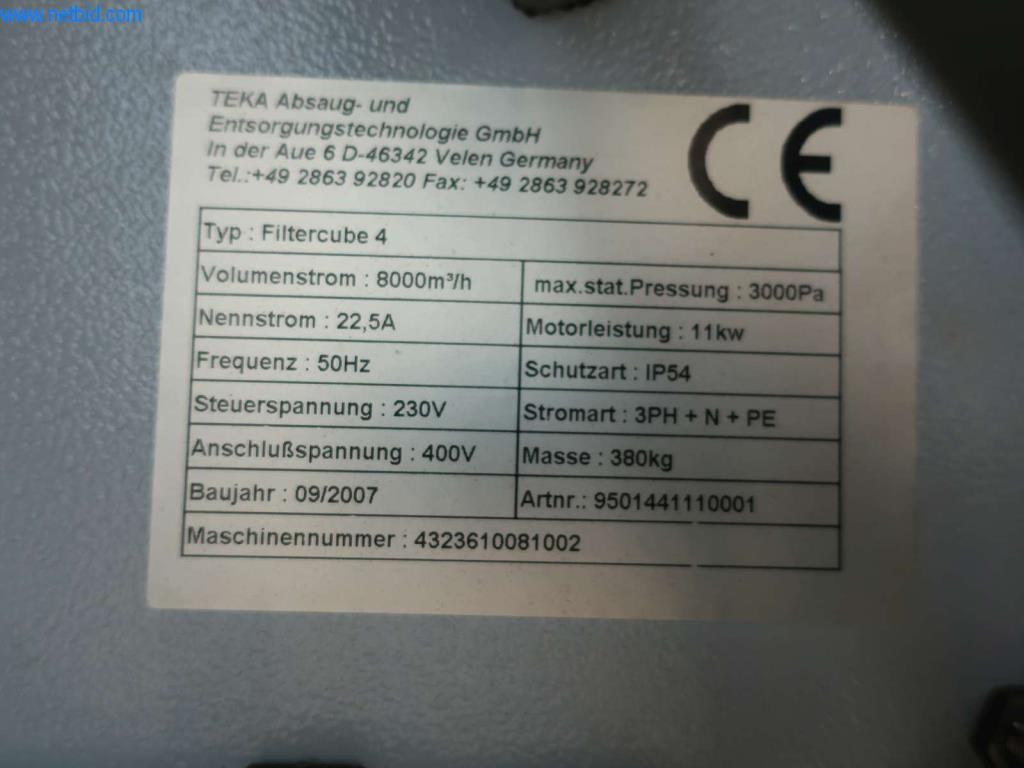 www.netbid.com
TEKA Absaug- und
Entsorgungstechnologie GmbH
In der Aue 6 D-46342 Velen Germany
Tel.:+49 2863 92820 Fax: +49 2863 928272
CE
Typ : Filtercube 4
Volumenstrom : 8000m³/h max.stat.Pressung : 3000Pa
Nennstrom : 22,5A Motorleistung : 11kw
Frequenz : 50Hz Schutzart : IP54
Steuerspannung : 230V Stromart : 3PH + N + PE
Anschlußspannung : 400V Masse : 380kg
Baujahr : 09/2007 Artnr.: 9501441110001
Maschinennummer : 4323610081002